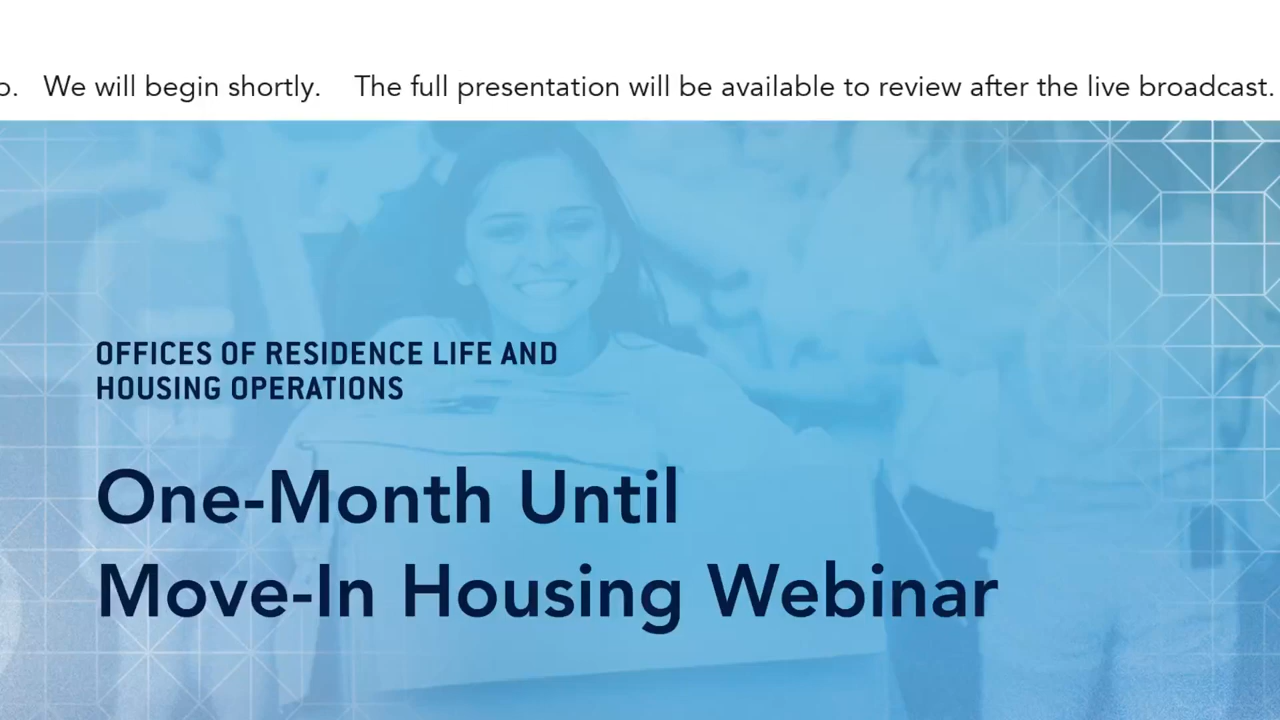 We will begin shortly. The full presentation will be available to review after the live broadcast.
OFFICES OF RESIDENCE LIFE AND
HOUSING OPERATIONS
One-Month Until
Move-In Housing Webinar